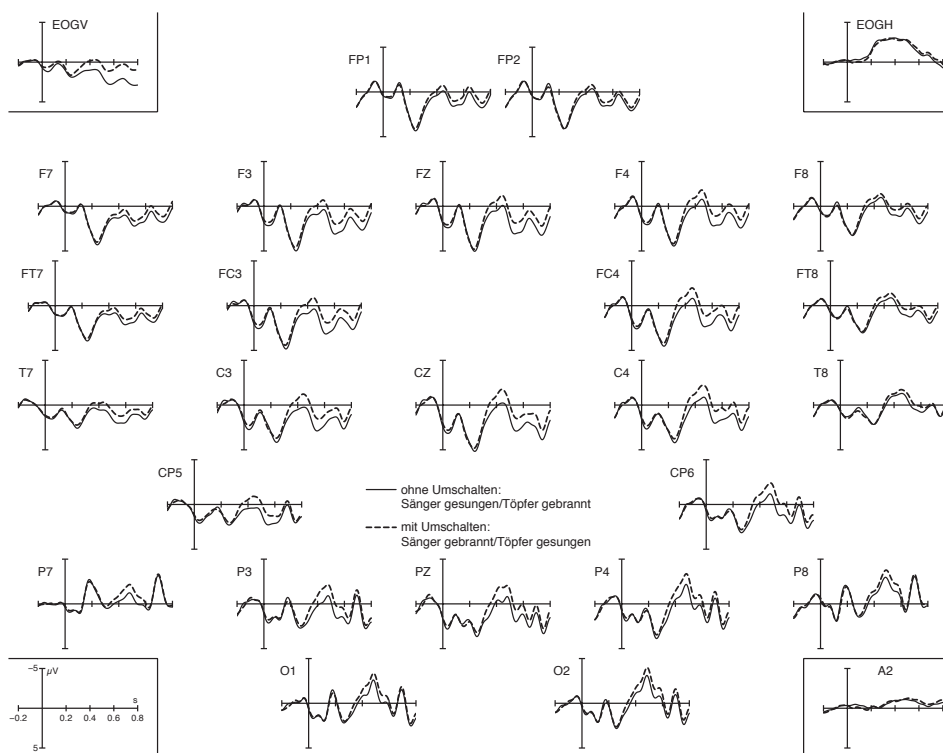 EOGV
EOGH
FP1
FP2
F7
F3
FZ
F4
F8
FT7
FC3
FC4
FT8
T7
C3
CZ
C4
T8
CP5
CP6
ohne Umschalten:
Sänger gesungen/Töpfer gebrannt
mit Umschalten:
Sänger gebrannt/Töpfer gesungen
P7
P3
PZ
P4
P8
O1
O2
A2
−5
µV
s
−0.2
0.2
0.4
0.6
0.8
5